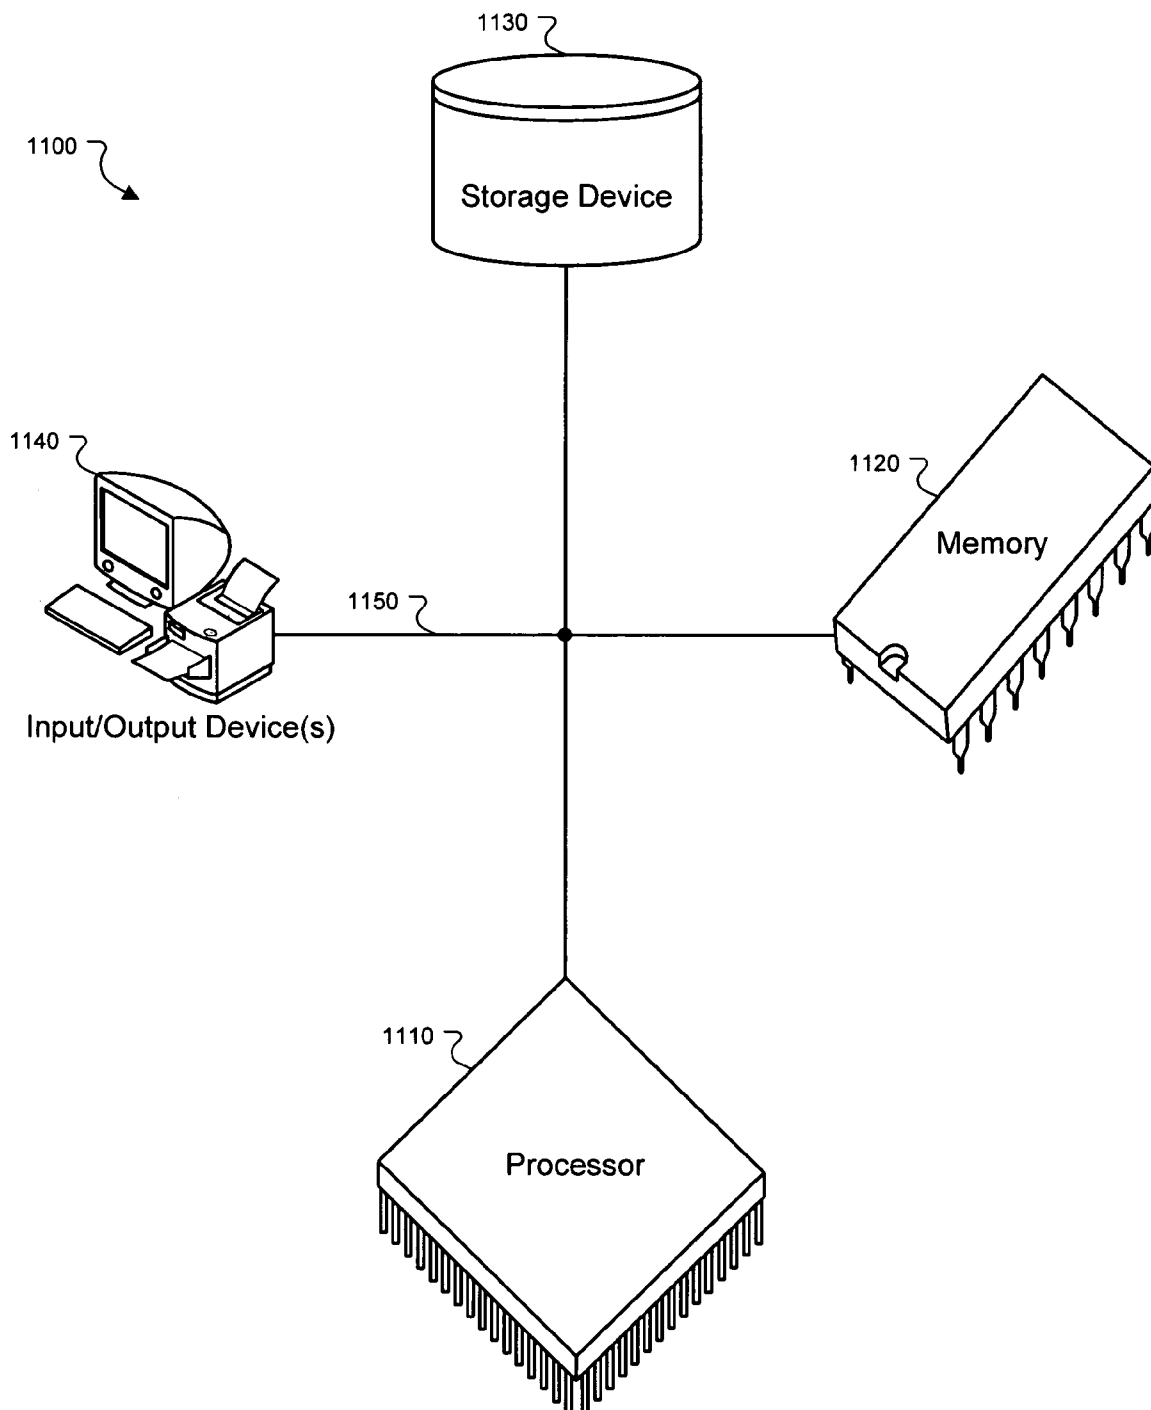 1130
1100
Storage Device
1140
1120
Memory
1150
Input/Output Device(s)
1110
Processor